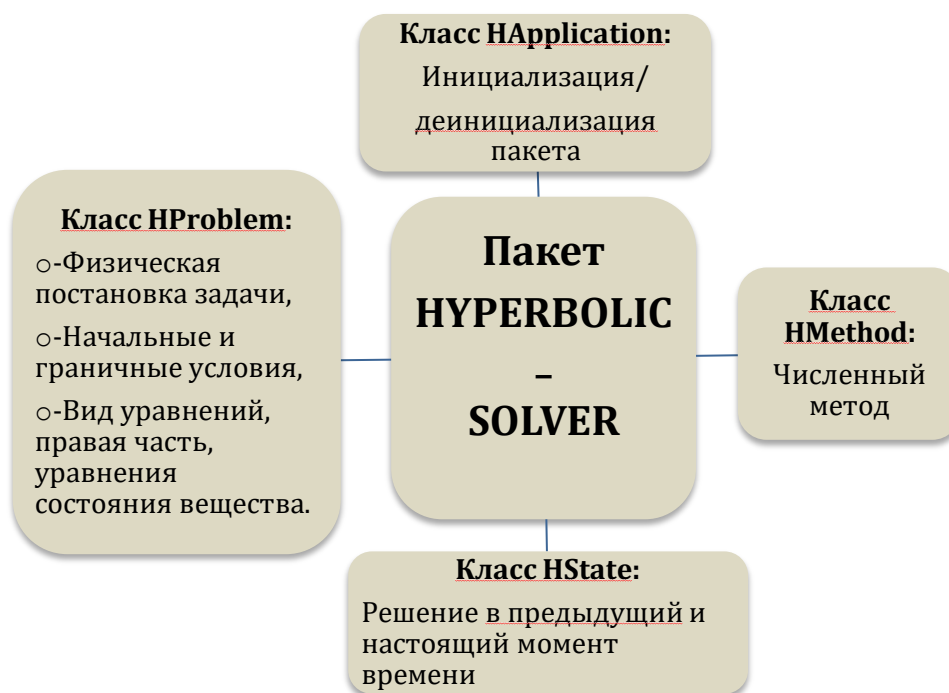 Класс HApplication:
Инициализация/
деинициализация
пакета
Класс HProblem:
o-Физическая
постановка задачи,
o-Начальные и
граничные условия,
o-Вид уравнений,
правая часть,
уравнения
состояния вещества.
Пакет
HYPERBOLIC
–
SOLVER
Класс
HMethod:
Численный
метод
Класс HState:
Решение в предыдущий и
настоящий момент
времени